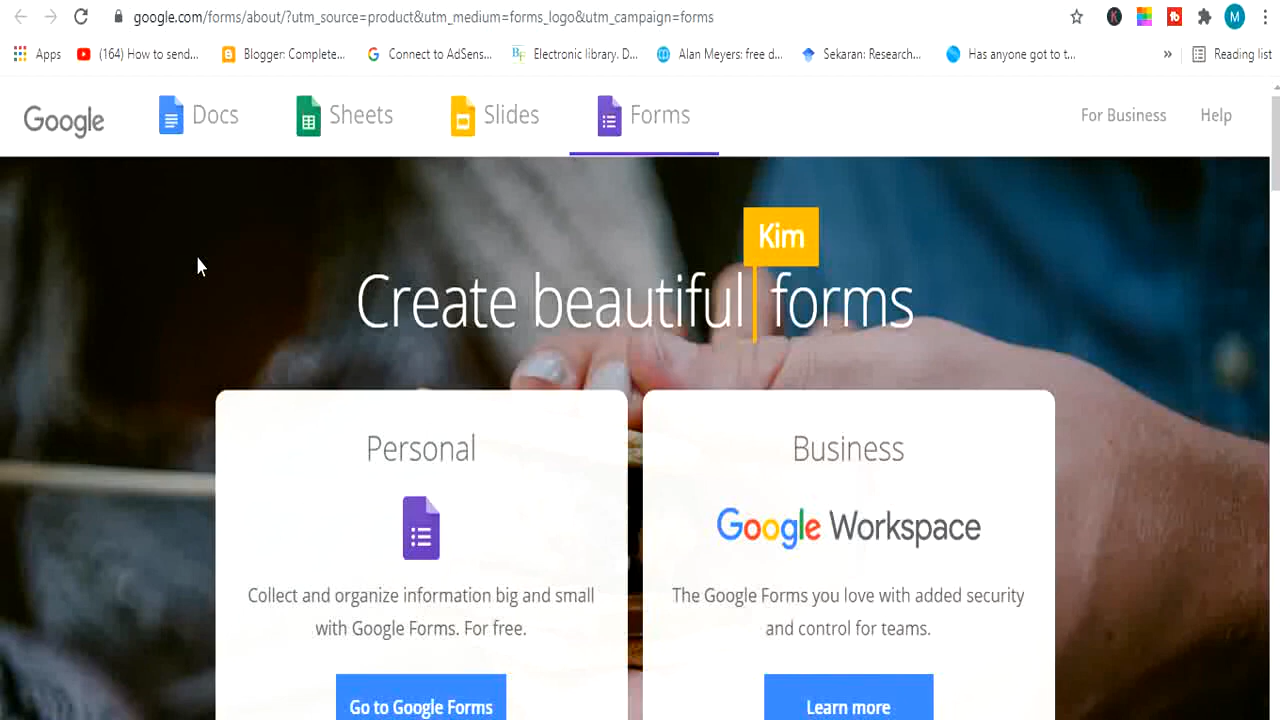 google.com/forms/about/?utm_source=product&utm_medium=forms_logo&utm_campaign=forms
K
M
Apps
(164) How to send...
Blogger: Complete...
Connect to AdSens...
Electronic library. D...
Alan Meyers: free d...
Sekaran: Research...
Has anyone got to t...
»
Reading list
Google
Docs
Sheets
Slides
Forms
For Business
Help
Kim
Create beautiful forms
Personal
Collect and organize information big and small
with Google Forms. For free.
Go to Google Forms
Business
Google Workspace
The Google Forms you love with added security
and control for teams.
Learn more